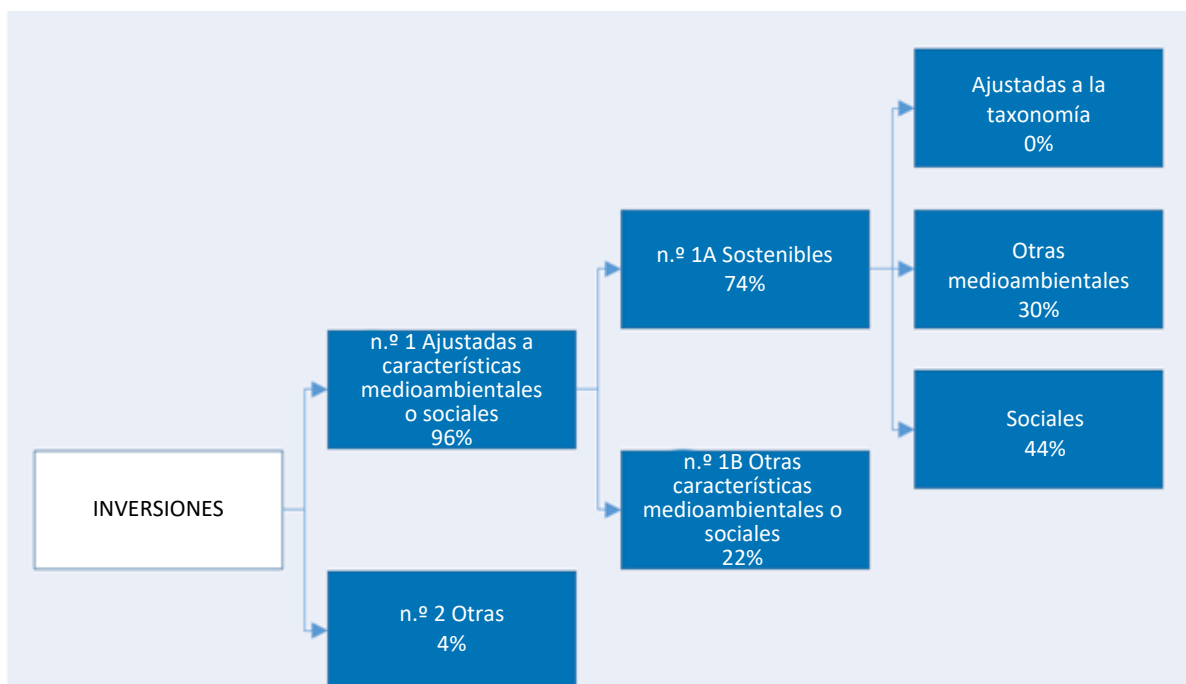 INVERSIONES
n.º 1 Ajustadas a
características
medioambientales
o sociales
96%
n.º 2 Otras
4%
n.º 1A Sostenibles
74%
n.º 1B Otras
características
medioambientales o
sociales
22%
Ajustadas a la
taxonomía
0%
Otras
medioambientales
30%
Sociales
44%